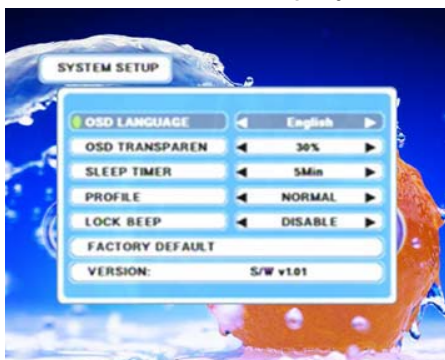 SYSTEM SETUP
OSD LANGUAGE English
OSD TRANSPAREN 30%
SLEEP TIMER 5Min
PROFILE NORMAL
LOCK BEEP DISABLE
FACTORY DEFAULT
VERSION: S/W v1.01